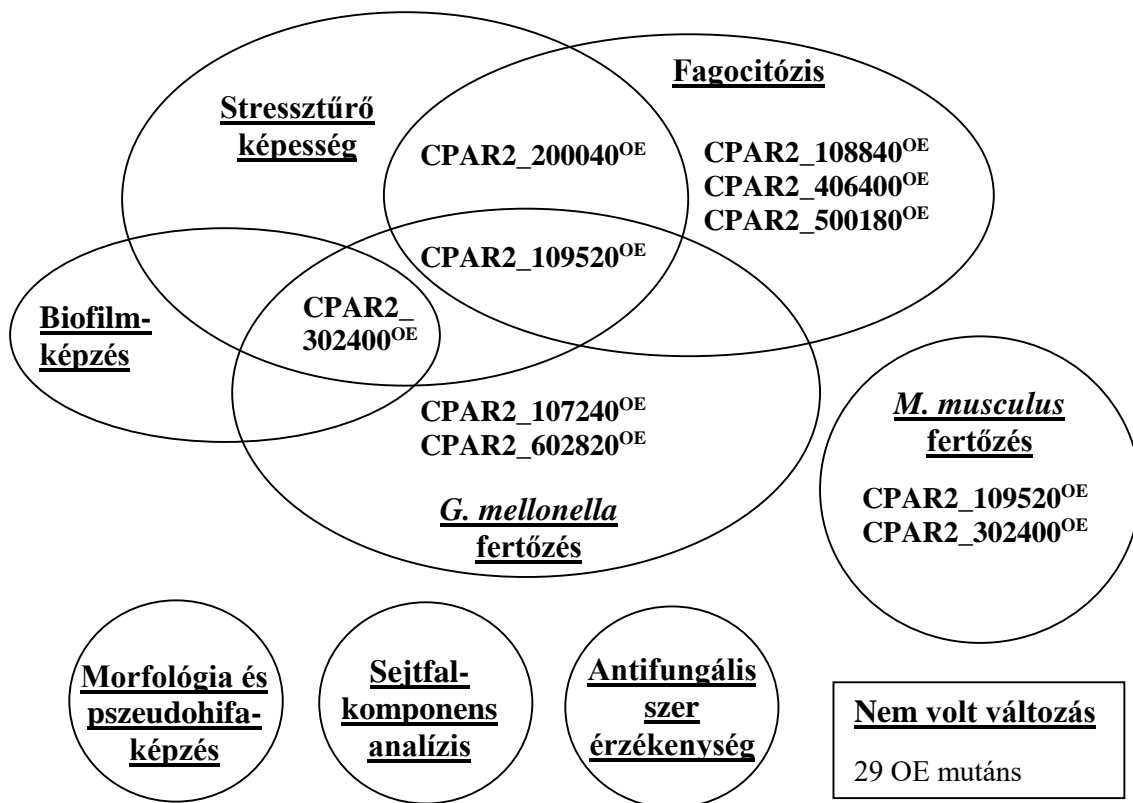 Stressztűrő
képesség
Fagocitózis
CPAR2_200040OE
CPAR2_108840OE
CPAR2_406400OE
CPAR2_500180OE
CPAR2_109520OE
Biofilm-
képzés
CPAR2_
302400OE
CPAR2_107240OE
CPAR2_602820OE
G. mellonella
fertőzés
M. musculus
fertőzés
CPAR2_109520OE
CPAR2_302400OE
Morfológia és
pszeudohifa-
képzés
Sejtfal-
komponens
analízis
Antifungális
szer
érzékenység
Nem volt változás
29 OE mutáns